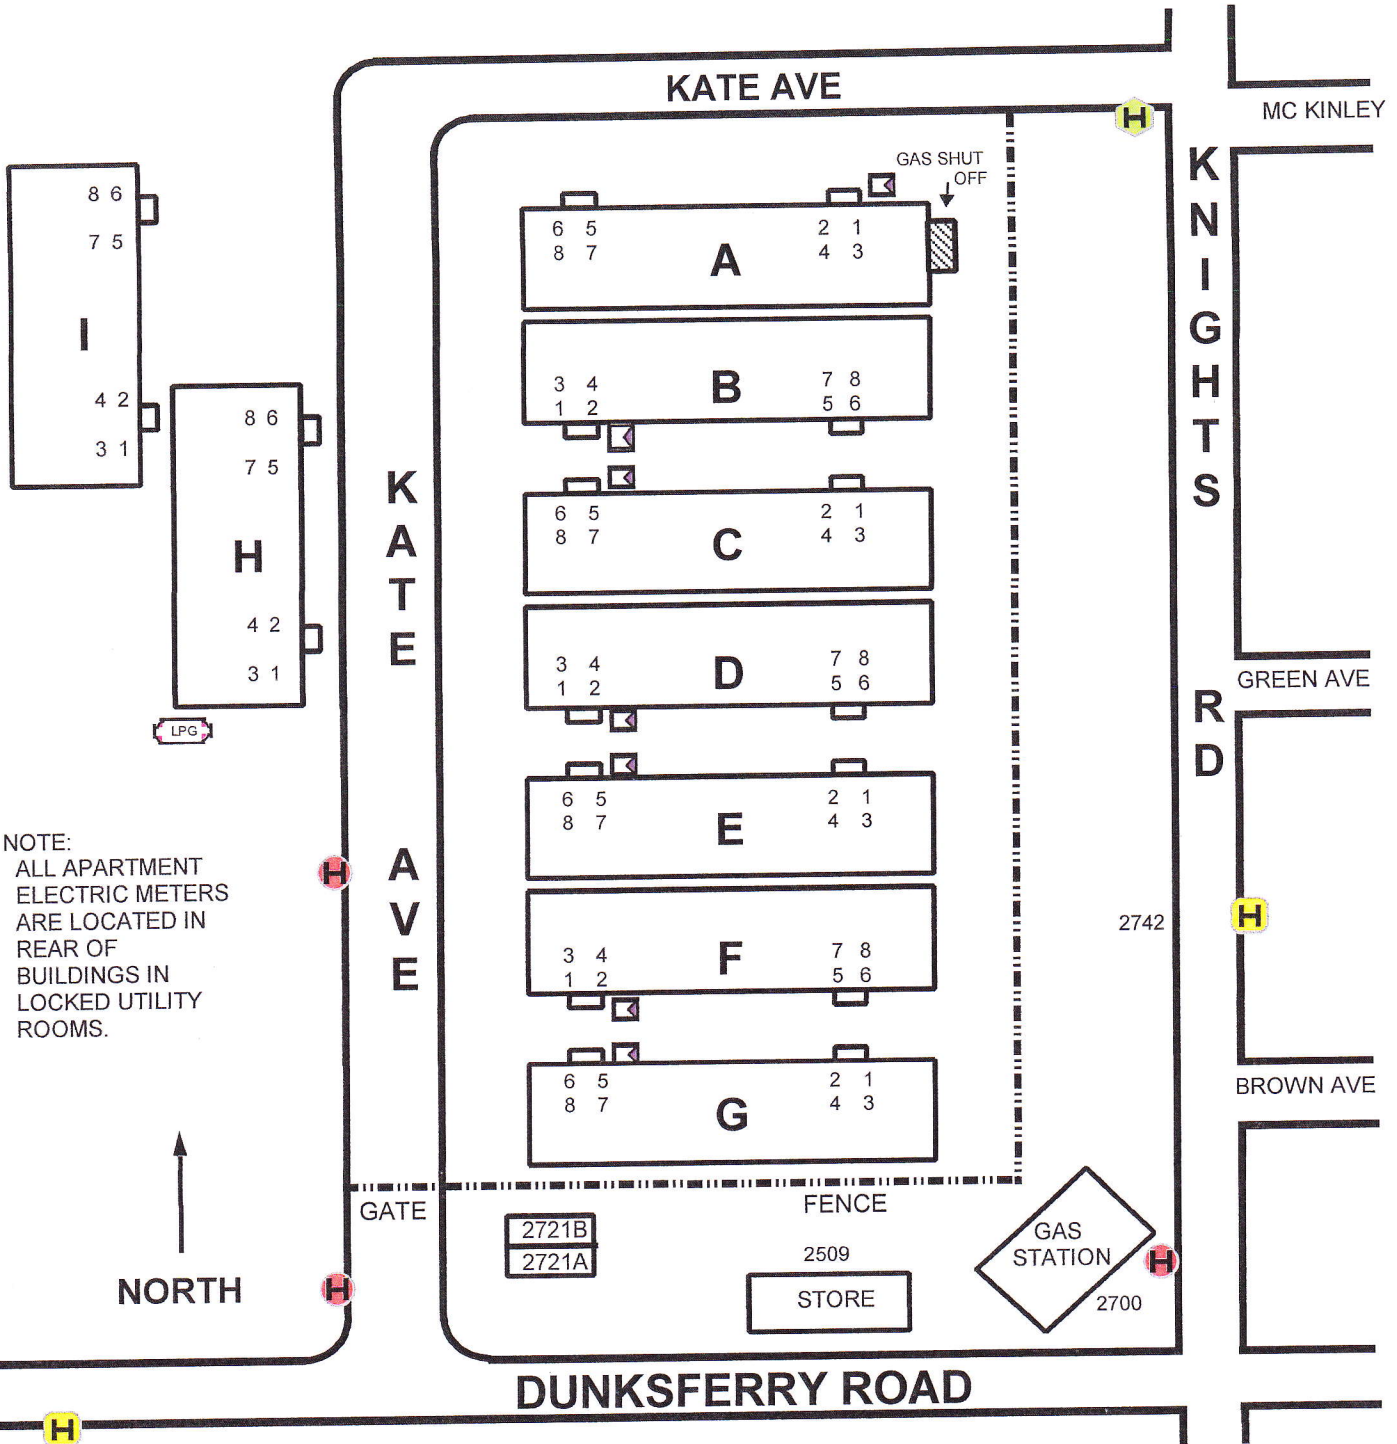 KATE AVE
MC KINLEY
H
KNIGHTS
RD
GAS SHUT
OFF
8 6
7 5
I
4 2
3 1
6 5 2 1
8 7 4 3
A
3 4 7 8
1 2 5 6
B
8 6
7 5
H
4 2
3 1
LPG
KATE
AVE
6 5 2 1
8 7 4 3
C
3 4 7 8
1 2 5 6
D
GREEN AVE
6 5 2 1
8 7 4 3
E
3 4 7 8
1 2 5 6
F
NOTE:
ALL APARTMENT
ELECTRIC METERS
ARE LOCATED IN
REAR OF
BUILDINGS IN
LOCKED UTILITY
ROOMS.
H
2742
H
6 5 2 1
8 7 4 3
G
BROWN AVE
GATE
FENCE
2721B
2721A
2509
STORE
GAS
STATION
H
2700
NORTH
H
DUNKSFERRY ROAD
H